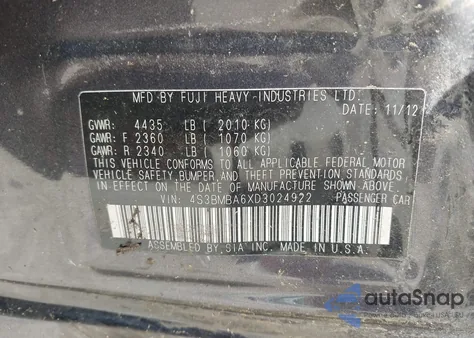 MFD BY FUJI HEAVY INDUSTRIES LTD.
DATE: 11/12
GVWR: 4435 LB ( 2010 KG)
GAWR: F 2360 LB ( 1070 KG)
GAWR: R 2340 LB ( 1060 KG)
THIS VEHICLE CONFORMS TO ALL APPLICABLE FEDERAL MOTOR
VEHICLE SAFETY, BUMPER, AND THEFT PREVENTION STANDARDS
IN EFFECT ON THE DATE OF MANUFACTURE SHOWN ABOVE.
VIN: 4S3BMBA6XD3024922 PASSENGER CAR
ASSEMBLED BY SIA INC. MADE IN U.S.A.
autoSnap